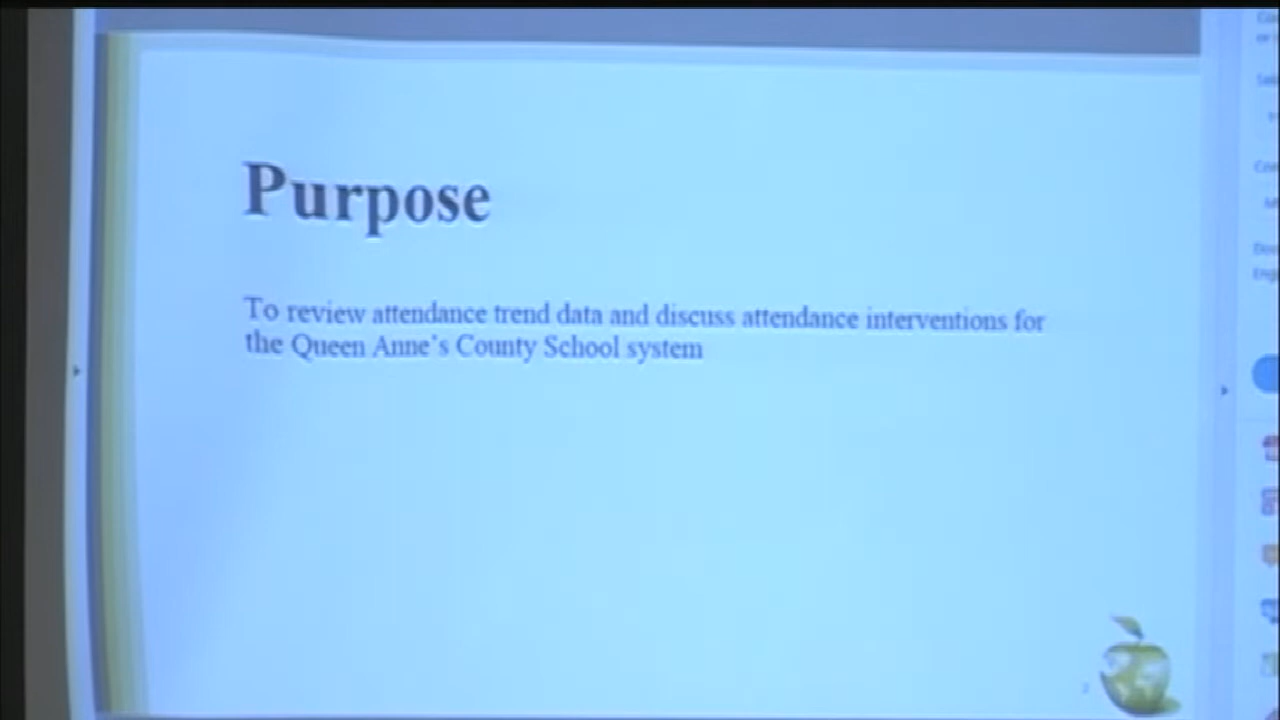 Purpose
To review attendance trend data and discuss attendance interventions for
the Queen Anne's County School system